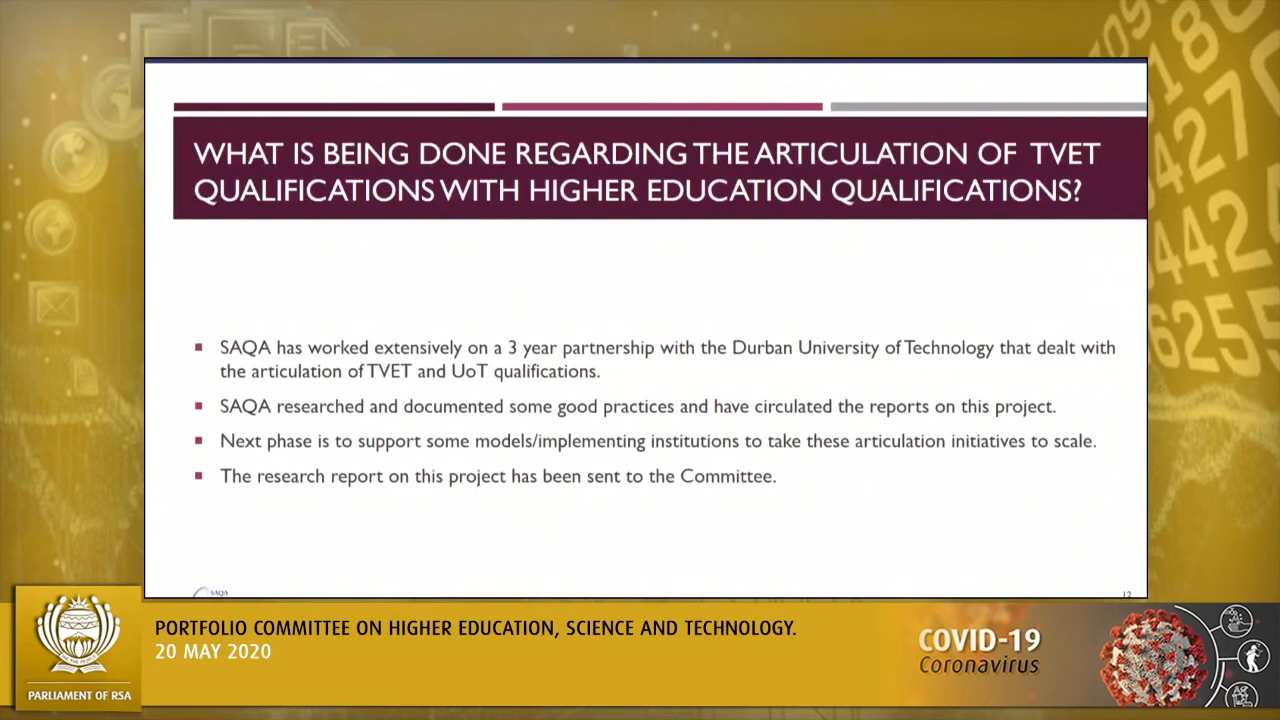 WHAT IS BEING DONE REGARDING THE ARTICULATION OF TVET
QUALIFICATIONS WITH HIGHER EDUCATION QUALIFICATIONS?
SAQA has worked extensively on a 3 year partnership with the Durban University of Technology that dealt with
the articulation of TVET and UoT qualifications.
SAQA researched and documented some good practices and have circulated the reports on this project.
Next phase is to support some models/implementing institutions to take these articulation initiatives to scale.
The research report on this project has been sent to the Committee.
SAQA
12
PORTFOLIO COMMITTEE ON HIGHER EDUCATION, SCIENCE AND TECHNOLOGY.
20 MAY 2020
PARLIAMENT OF RSA
COVID-19
Coronavirus